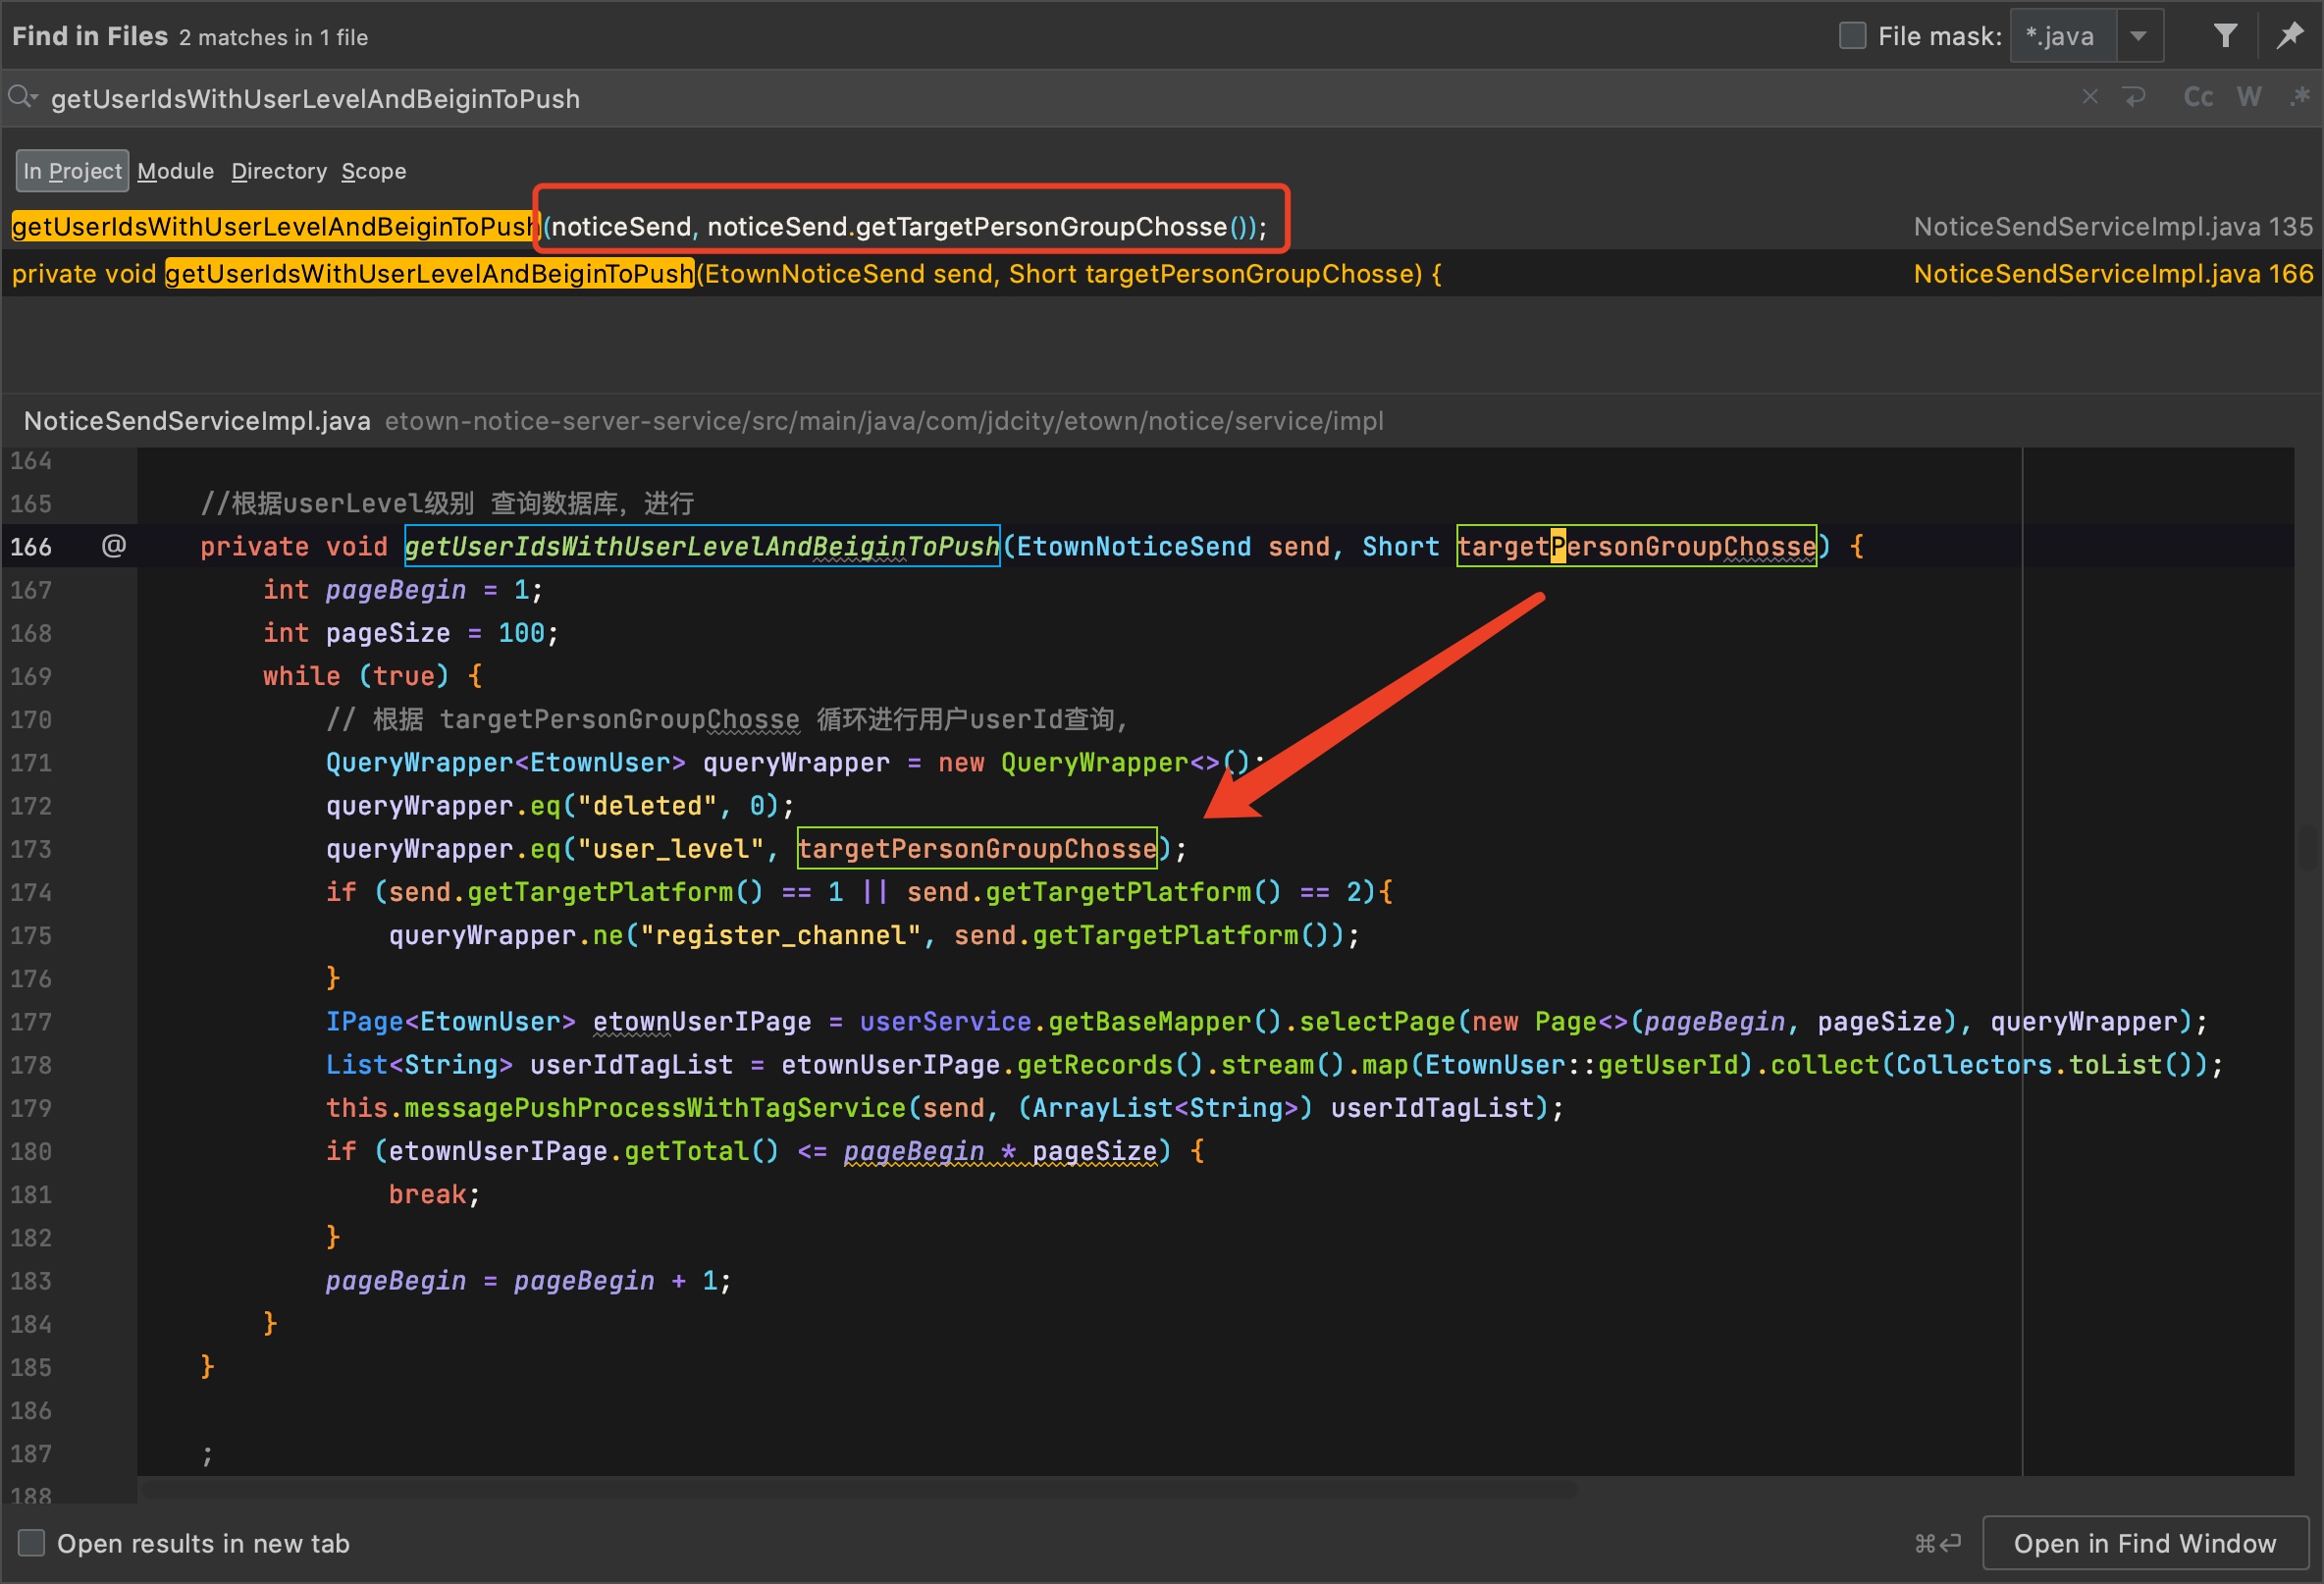 Find in Files 2 matches in 1 file File mask: *.java
getUserIdsWithUserLevelAndBeiginToPush Cc W .*
In Project Module Directory Scope
getUserIdsWithUserLevelAndBeiginToPush(noticeSend, noticeSend.getTargetPersonGroupChosse()); NoticeSendServiceImpl.java 135
private void getUserIdsWithUserLevelAndBeiginToPush(EtownNoticeSend send, Short targetPersonGroupChosse) { NoticeSendServiceImpl.java 166
NoticeSendServiceImpl.java etown-notice-server-service/src/main/java/com/jdcity/etown/notice/service/impl
164
165 //根据userLevel级别 查询数据库，进行
166 @ private void getUserIdsWithUserLevelAndBeiginToPush(EtownNoticeSend send, Short targetPersonGroupChosse) {
167 int pageBegin = 1;
168 int pageSize = 100;
169 while (true) {
170 // 根据 targetPersonGroupChosse 循环进行用户userId查询,
171 QueryWrapper<EtownUser> queryWrapper = new QueryWrapper<>();
172 queryWrapper.eq("deleted", 0);
173 queryWrapper.eq("user_level", targetPersonGroupChosse);
174 if (send.getTargetPlatform() == 1 || send.getTargetPlatform() == 2){
175 queryWrapper.ne("register_channel", send.getTargetPlatform());
176 }
177 IPage<EtownUser> etownUserIPage = userService.getBaseMapper().selectPage(new Page<>(pageBegin, pageSize), queryWrapper);
178 List<String> userIdTagList = etownUserIPage.getRecords().stream().map(EtownUser::getUserId).collect(Collectors.toList());
179 this.messagePushProcessWithTagService(send, (ArrayList<String>) userIdTagList);
180 if (etownUserIPage.getTotal() <= pageBegin * pageSize) {
181 break;
182 }
183 pageBegin = pageBegin + 1;
184 }
185 }
186
187 ;
188
Open results in new tab ⌘↩ Open in Find Window